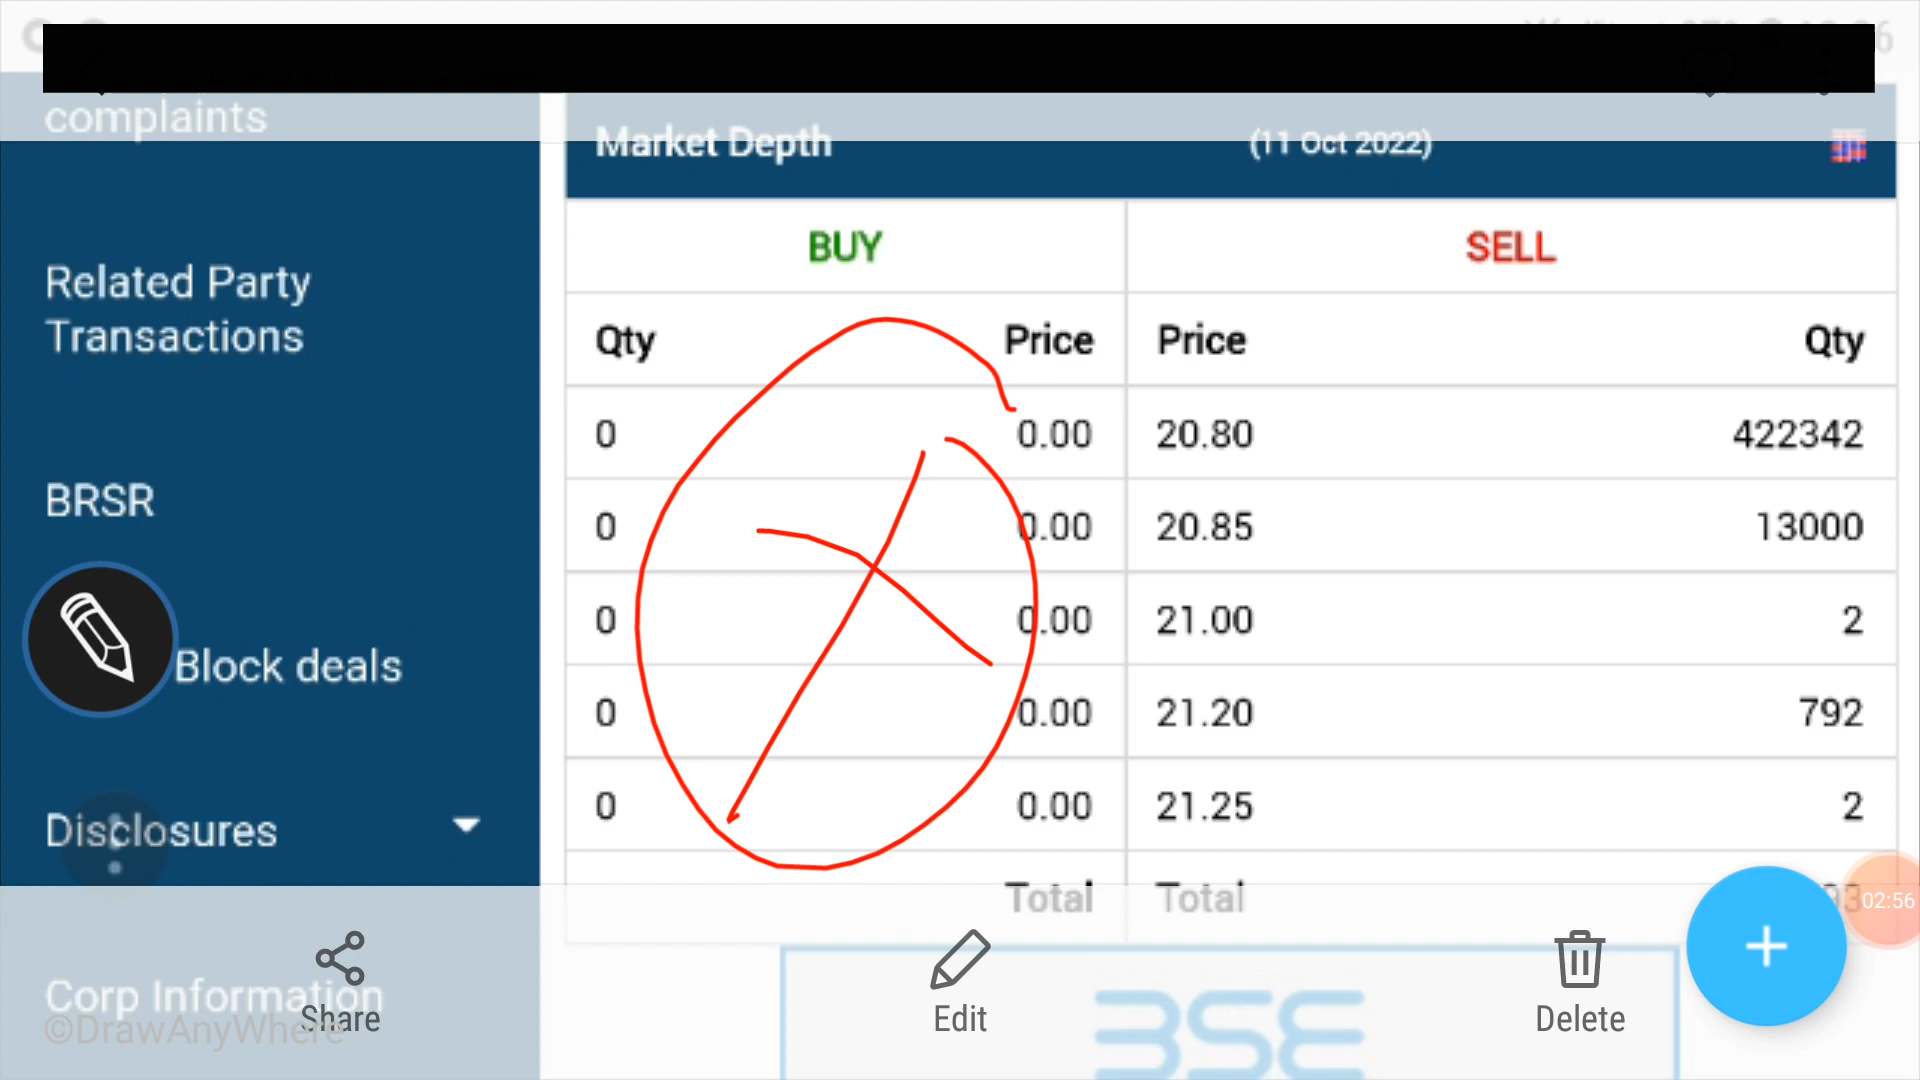 complaints
Market Depth (11 Oct 2022)
BUY SELL
Related Party
Transactions
Qty Price Price Qty
0 0.00 20.80 422342
BRSR
0 0.00 20.85 13000
0 0.00 21.00 2
Block deals
0 0.00 21.20 792
0 0.00 21.25 2
Disclosures
Total Total
02:56
Corp Information
©DrawAnyWhere
Share Edit Delete
BSE